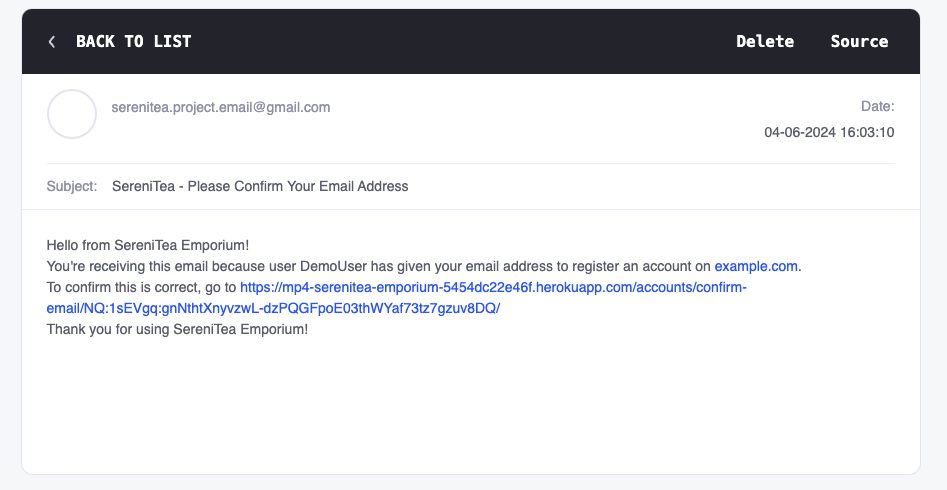 BACK TO LIST
Delete
Source
serenitea.project.email@gmail.com
Date:
04-06-2024 16:03:10
Subject: SereniTea - Please Confirm Your Email Address
Hello from SereniTea Emporium!
You're receiving this email because user DemoUser has given your email address to register an account on example.com.
To confirm this is correct, go to https://mp4-serenitea-emporium-5454dc22e46f.herokuapp.com/accounts/confirm-
email/NQ:1sEVgq:gnNthtXnyvzwL-dzPQGFpoE03thWYaf73tz7gzuv8DQ/
Thank you for using SereniTea Emporium!